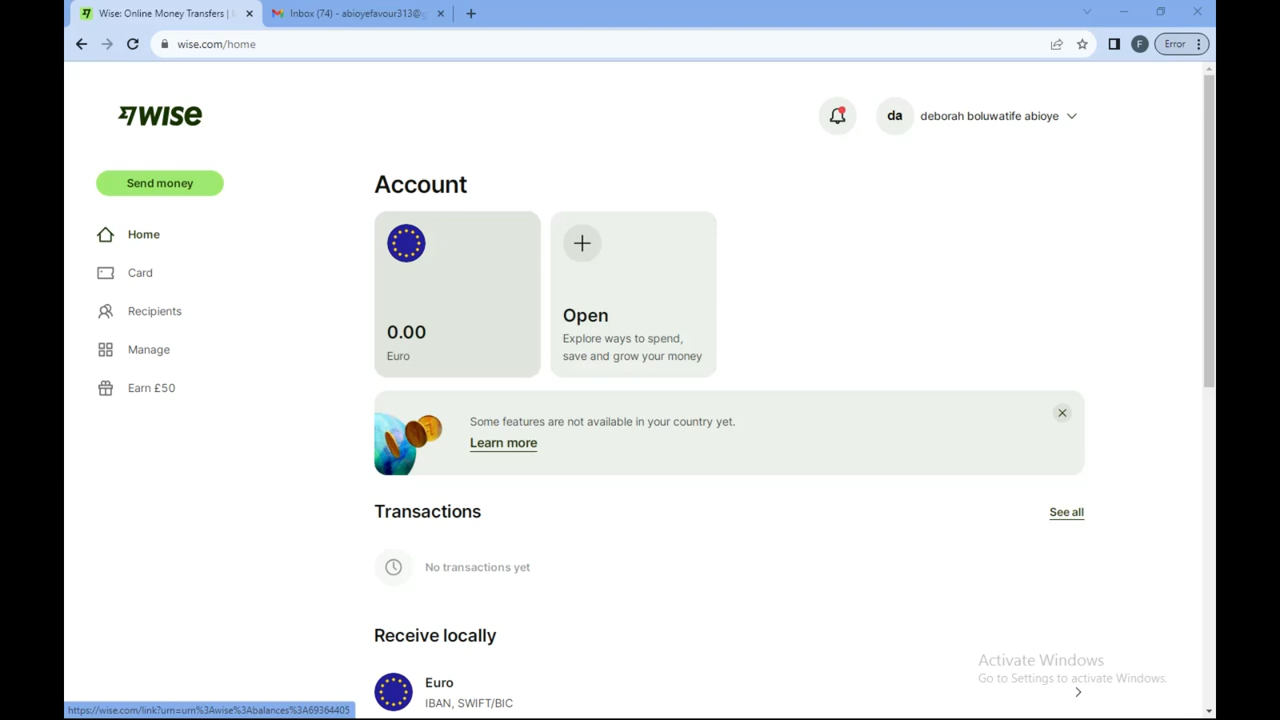 Wise: Online Money Transfers |
Inbox (74) - abioyefavour313@g
wise.com/home
F
Error
WISE
da
deborah boluwatife abioye
Send money
Home
Card
Recipients
Manage
Earn £50
Account
0.00
Euro
Open
Explore ways to spend,
save and grow your money
Some features are not available in your country yet.
Learn more
Transactions
See all
No transactions yet
Receive locally
Euro
IBAN, SWIFT/BIC
Activate Windows
Go to Settings to activate Windows.
https://wise.com/link?urn=urn%3Awise%3Abalances%3A69364405